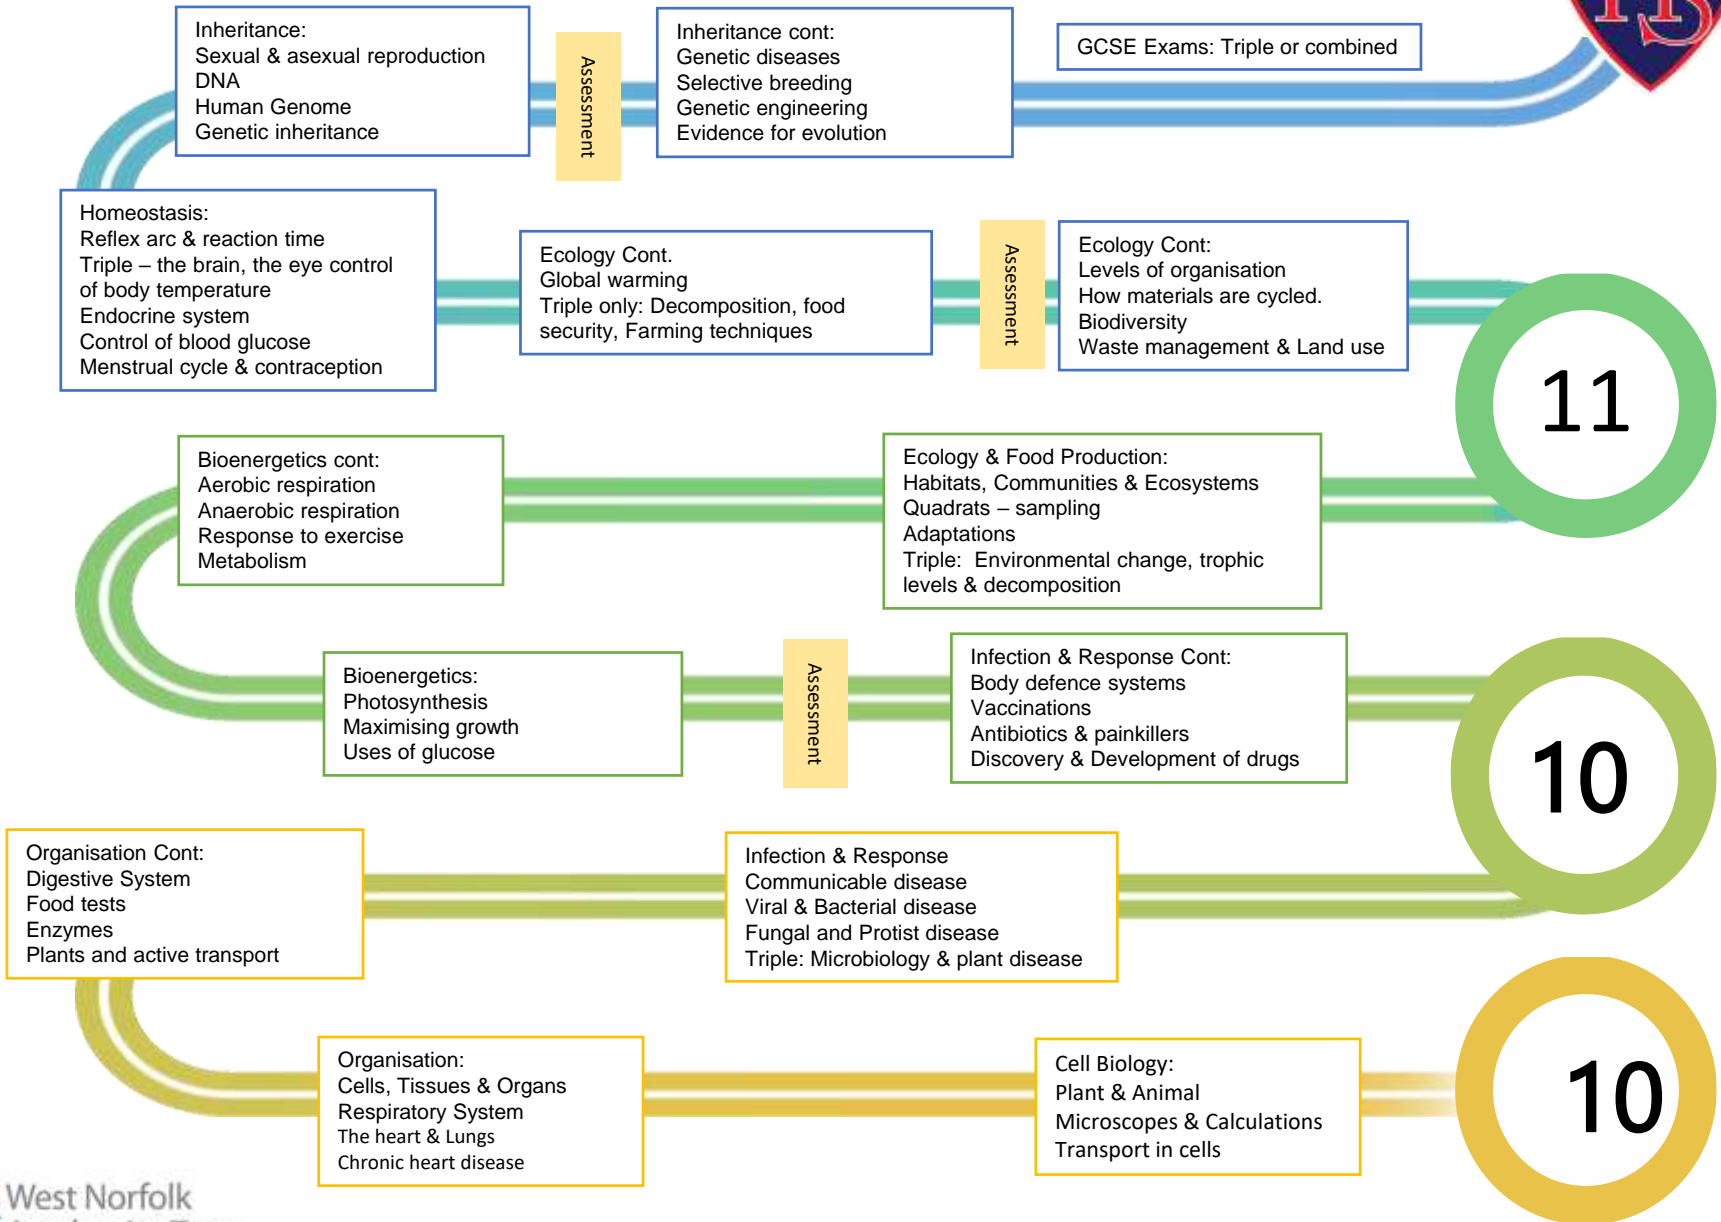 Inheritance:
Sexual & asexual reproduction
DNA
Human Genome
Genetic inheritance
Assessment
Inheritance cont:
Genetic diseases
Selective breeding
Genetic engineering
Evidence for evolution
GCSE Exams: Triple or combined
Homeostasis:
Reflex arc & reaction time
Triple – the brain, the eye control
of body temperature
Endocrine system
Control of blood glucose
Menstrual cycle & contraception
Ecology Cont.
Global warming
Triple only: Decomposition, food
security, Farming techniques
Assessment
Ecology Cont:
Levels of organisation
How materials are cycled.
Biodiversity
Waste management & Land use
11
Bioenergetics cont:
Aerobic respiration
Anaerobic respiration
Response to exercise
Metabolism
Ecology & Food Production:
Habitats, Communities & Ecosystems
Quadrats – sampling
Adaptations
Triple:  Environmental change, trophic
levels & decomposition
Bioenergetics:
Photosynthesis
Maximising growth
Uses of glucose
Assessment
Infection & Response Cont:
Body defence systems
Vaccinations
Antibiotics & painkillers
Discovery & Development of drugs
10
Organisation Cont:
Digestive System
Food tests
Enzymes
Plants and active transport
Infection & Response
Communicable disease
Viral & Bacterial disease
Fungal and Protist disease
Triple: Microbiology & plant disease
Organisation:
Cells, Tissues & Organs
Respiratory System
The heart & Lungs
Chronic heart disease
Cell Biology:
Plant & Animal
Microscopes & Calculations
Transport in cells
10
West Norfolk